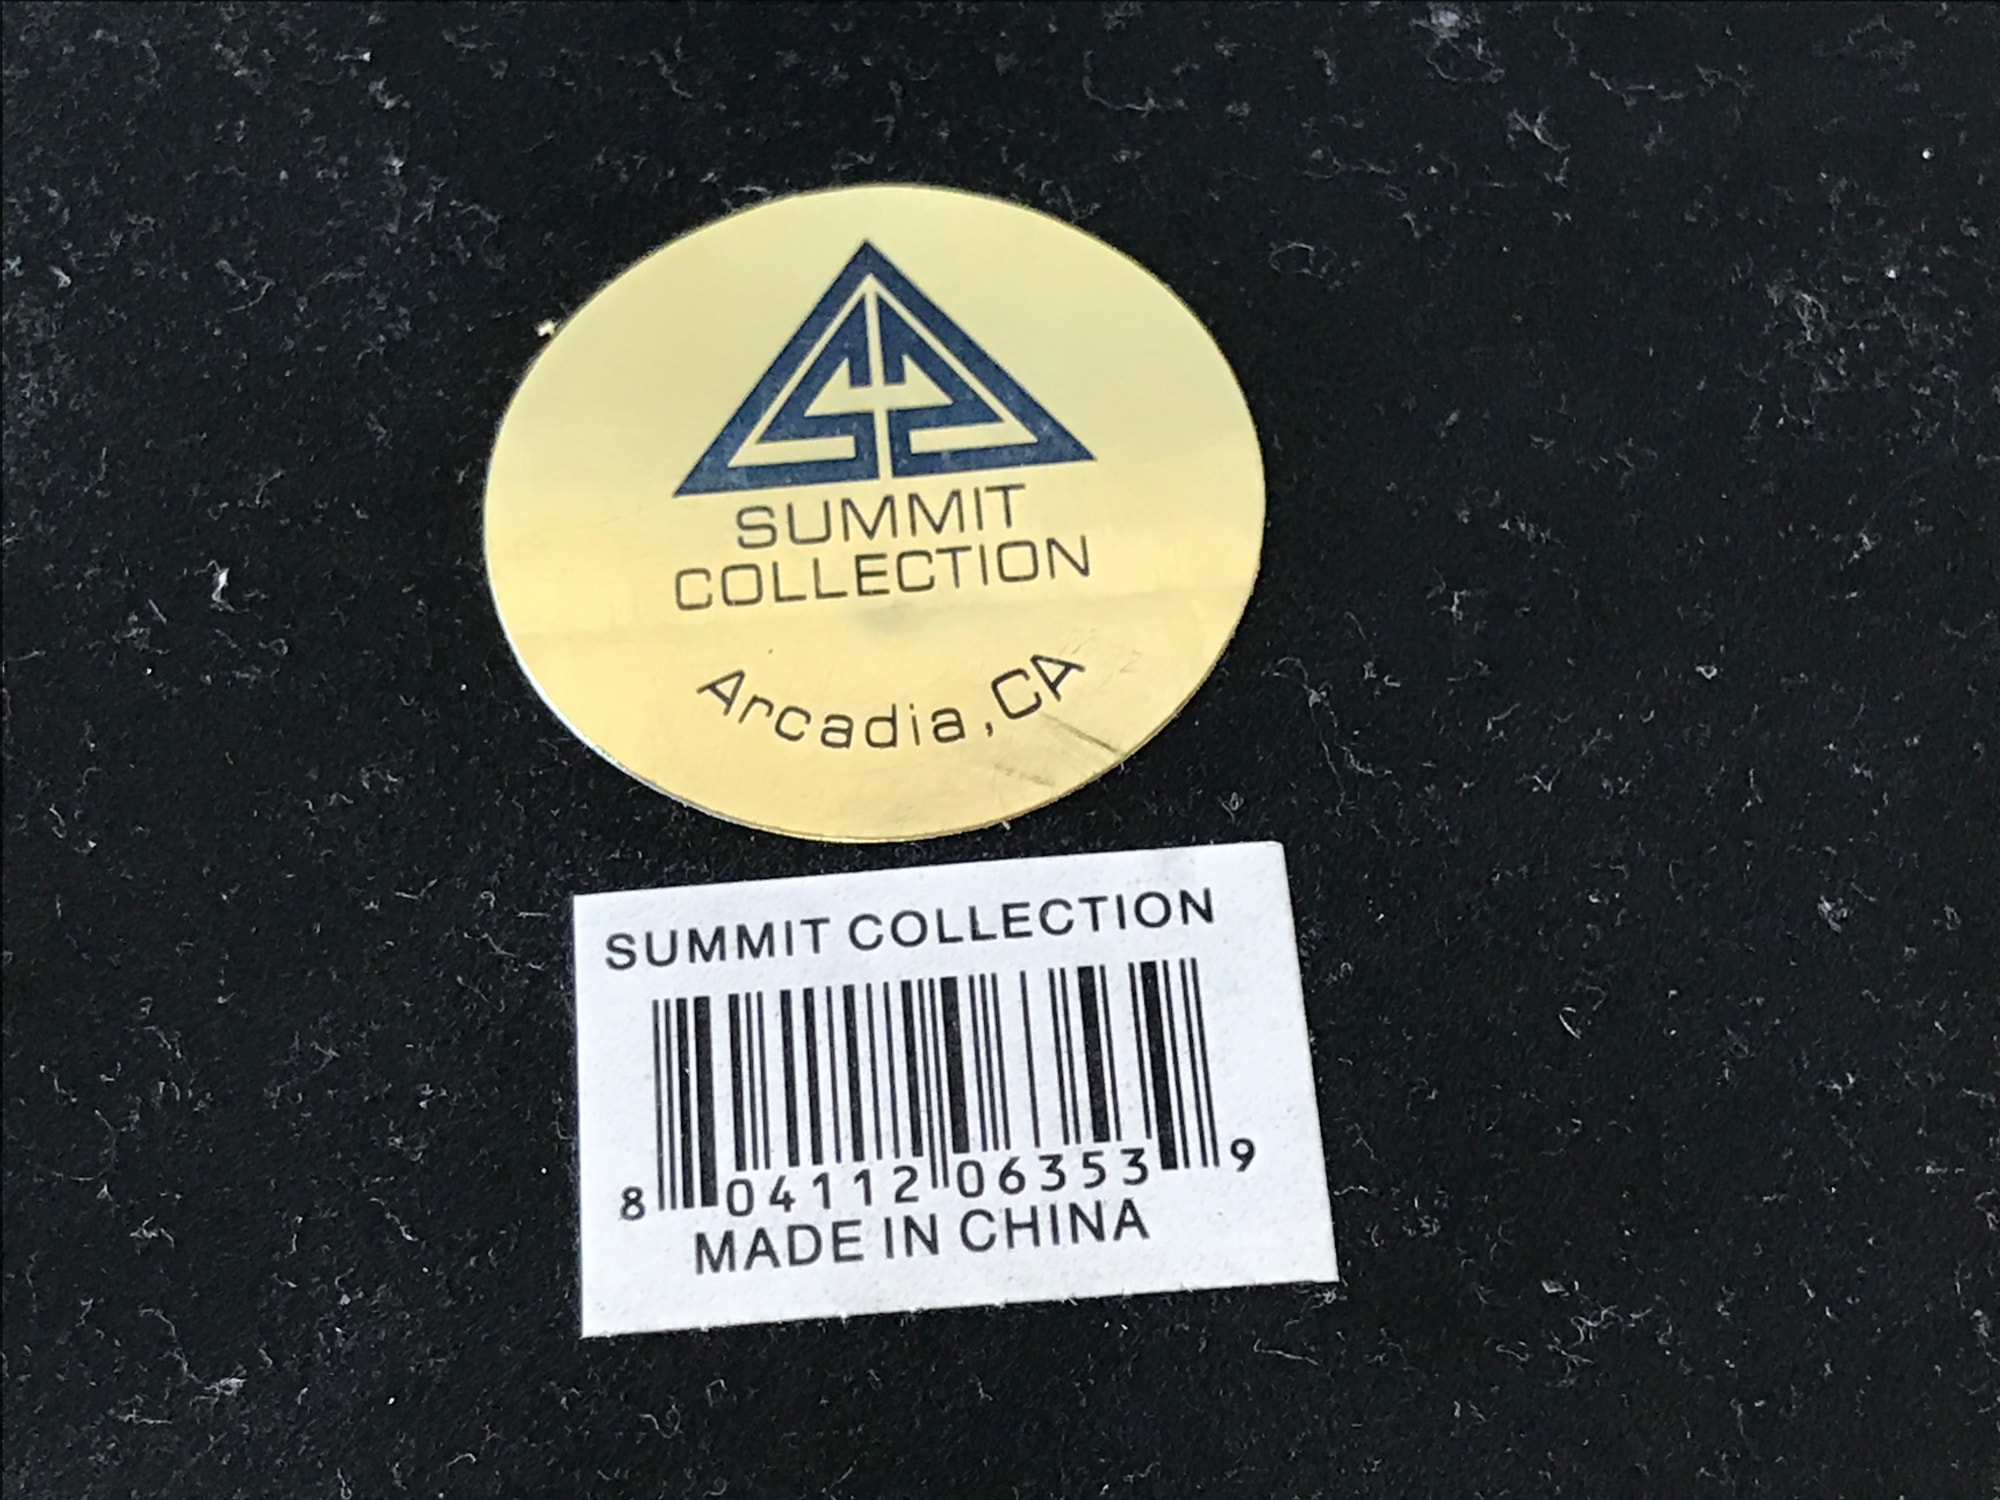 SUMMIT
COLLECTION
Arcadia, CA
SUMMIT COLLECTION
8 04112 06353 9
MADE IN CHINA